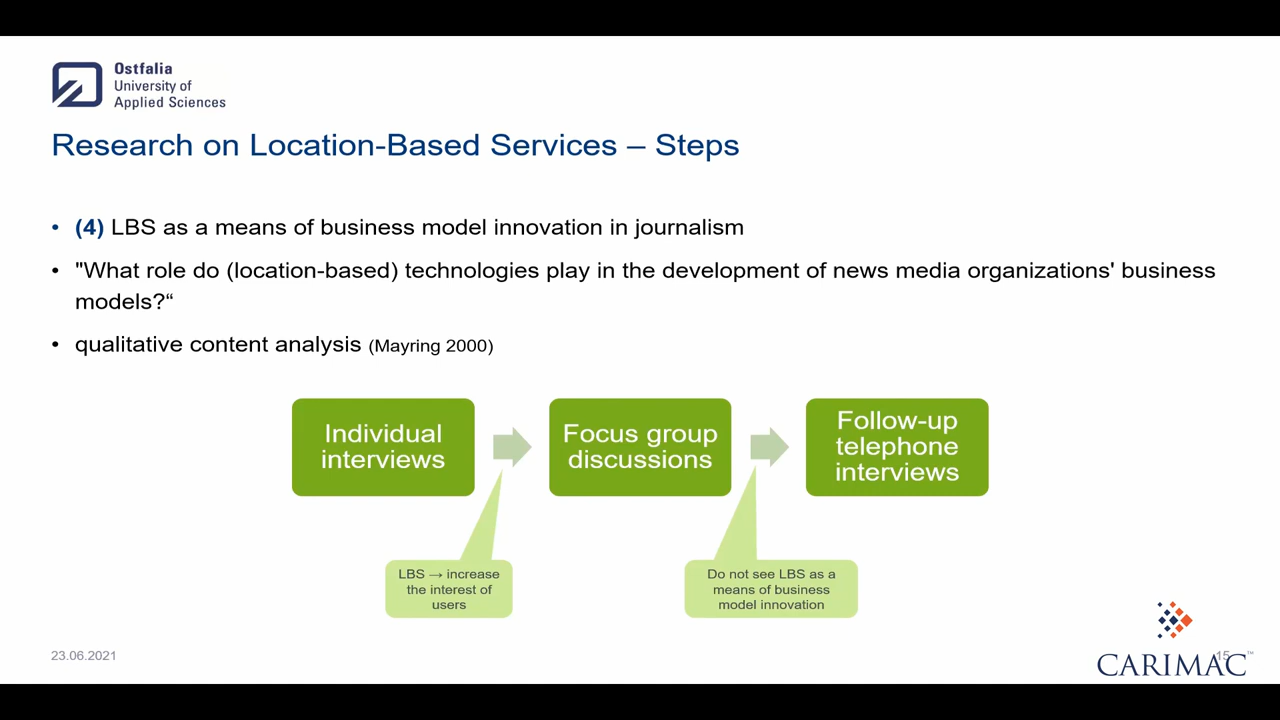 Ostfalia
University of
Applied Sciences
Research on Location-Based Services – Steps
• (4) LBS as a means of business model innovation in journalism
• "What role do (location-based) technologies play in the development of news media organizations' business
models?“
• qualitative content analysis (Mayring 2000)
Individual
interviews
Focus group
discussions
Follow-up
telephone
interviews
LBS → increase
the interest of
users
Do not see LBS as a
means of business
model innovation
23.06.2021
15
CARIMAC™